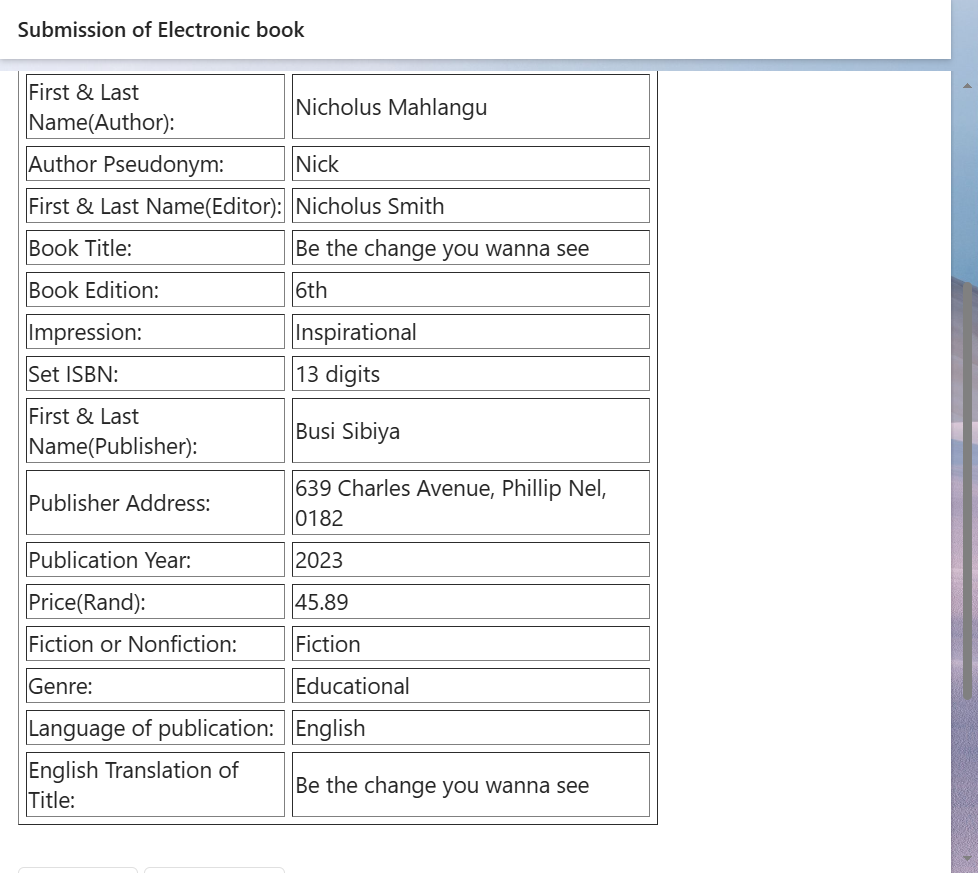 Submission of Electronic book
First & Last
Name(Author):
Nicholus Mahlangu
Author Pseudonym:
Nick
First & Last Name(Editor):
Nicholus Smith
Book Title:
Be the change you wanna see
Book Edition:
6th
Impression:
Inspirational
Set ISBN:
13 digits
First & Last
Name(Publisher):
Busi Sibiya
Publisher Address:
639 Charles Avenue, Phillip Nel,
0182
Publication Year:
2023
Price(Rand):
45.89
Fiction or Nonfiction:
Fiction
Genre:
Educational
Language of publication:
English
English Translation of
Title:
Be the change you wanna see